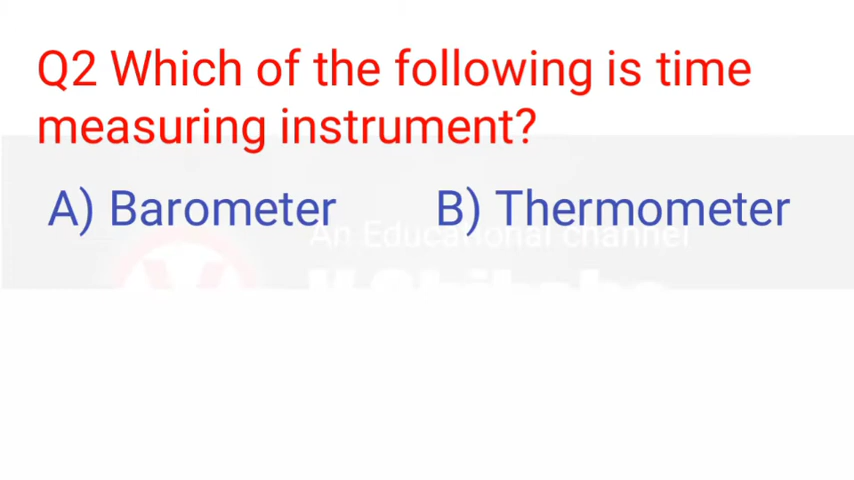 Q2 Which of the following is time
measuring instrument?
A) Barometer B) Thermometer
An Educational channel